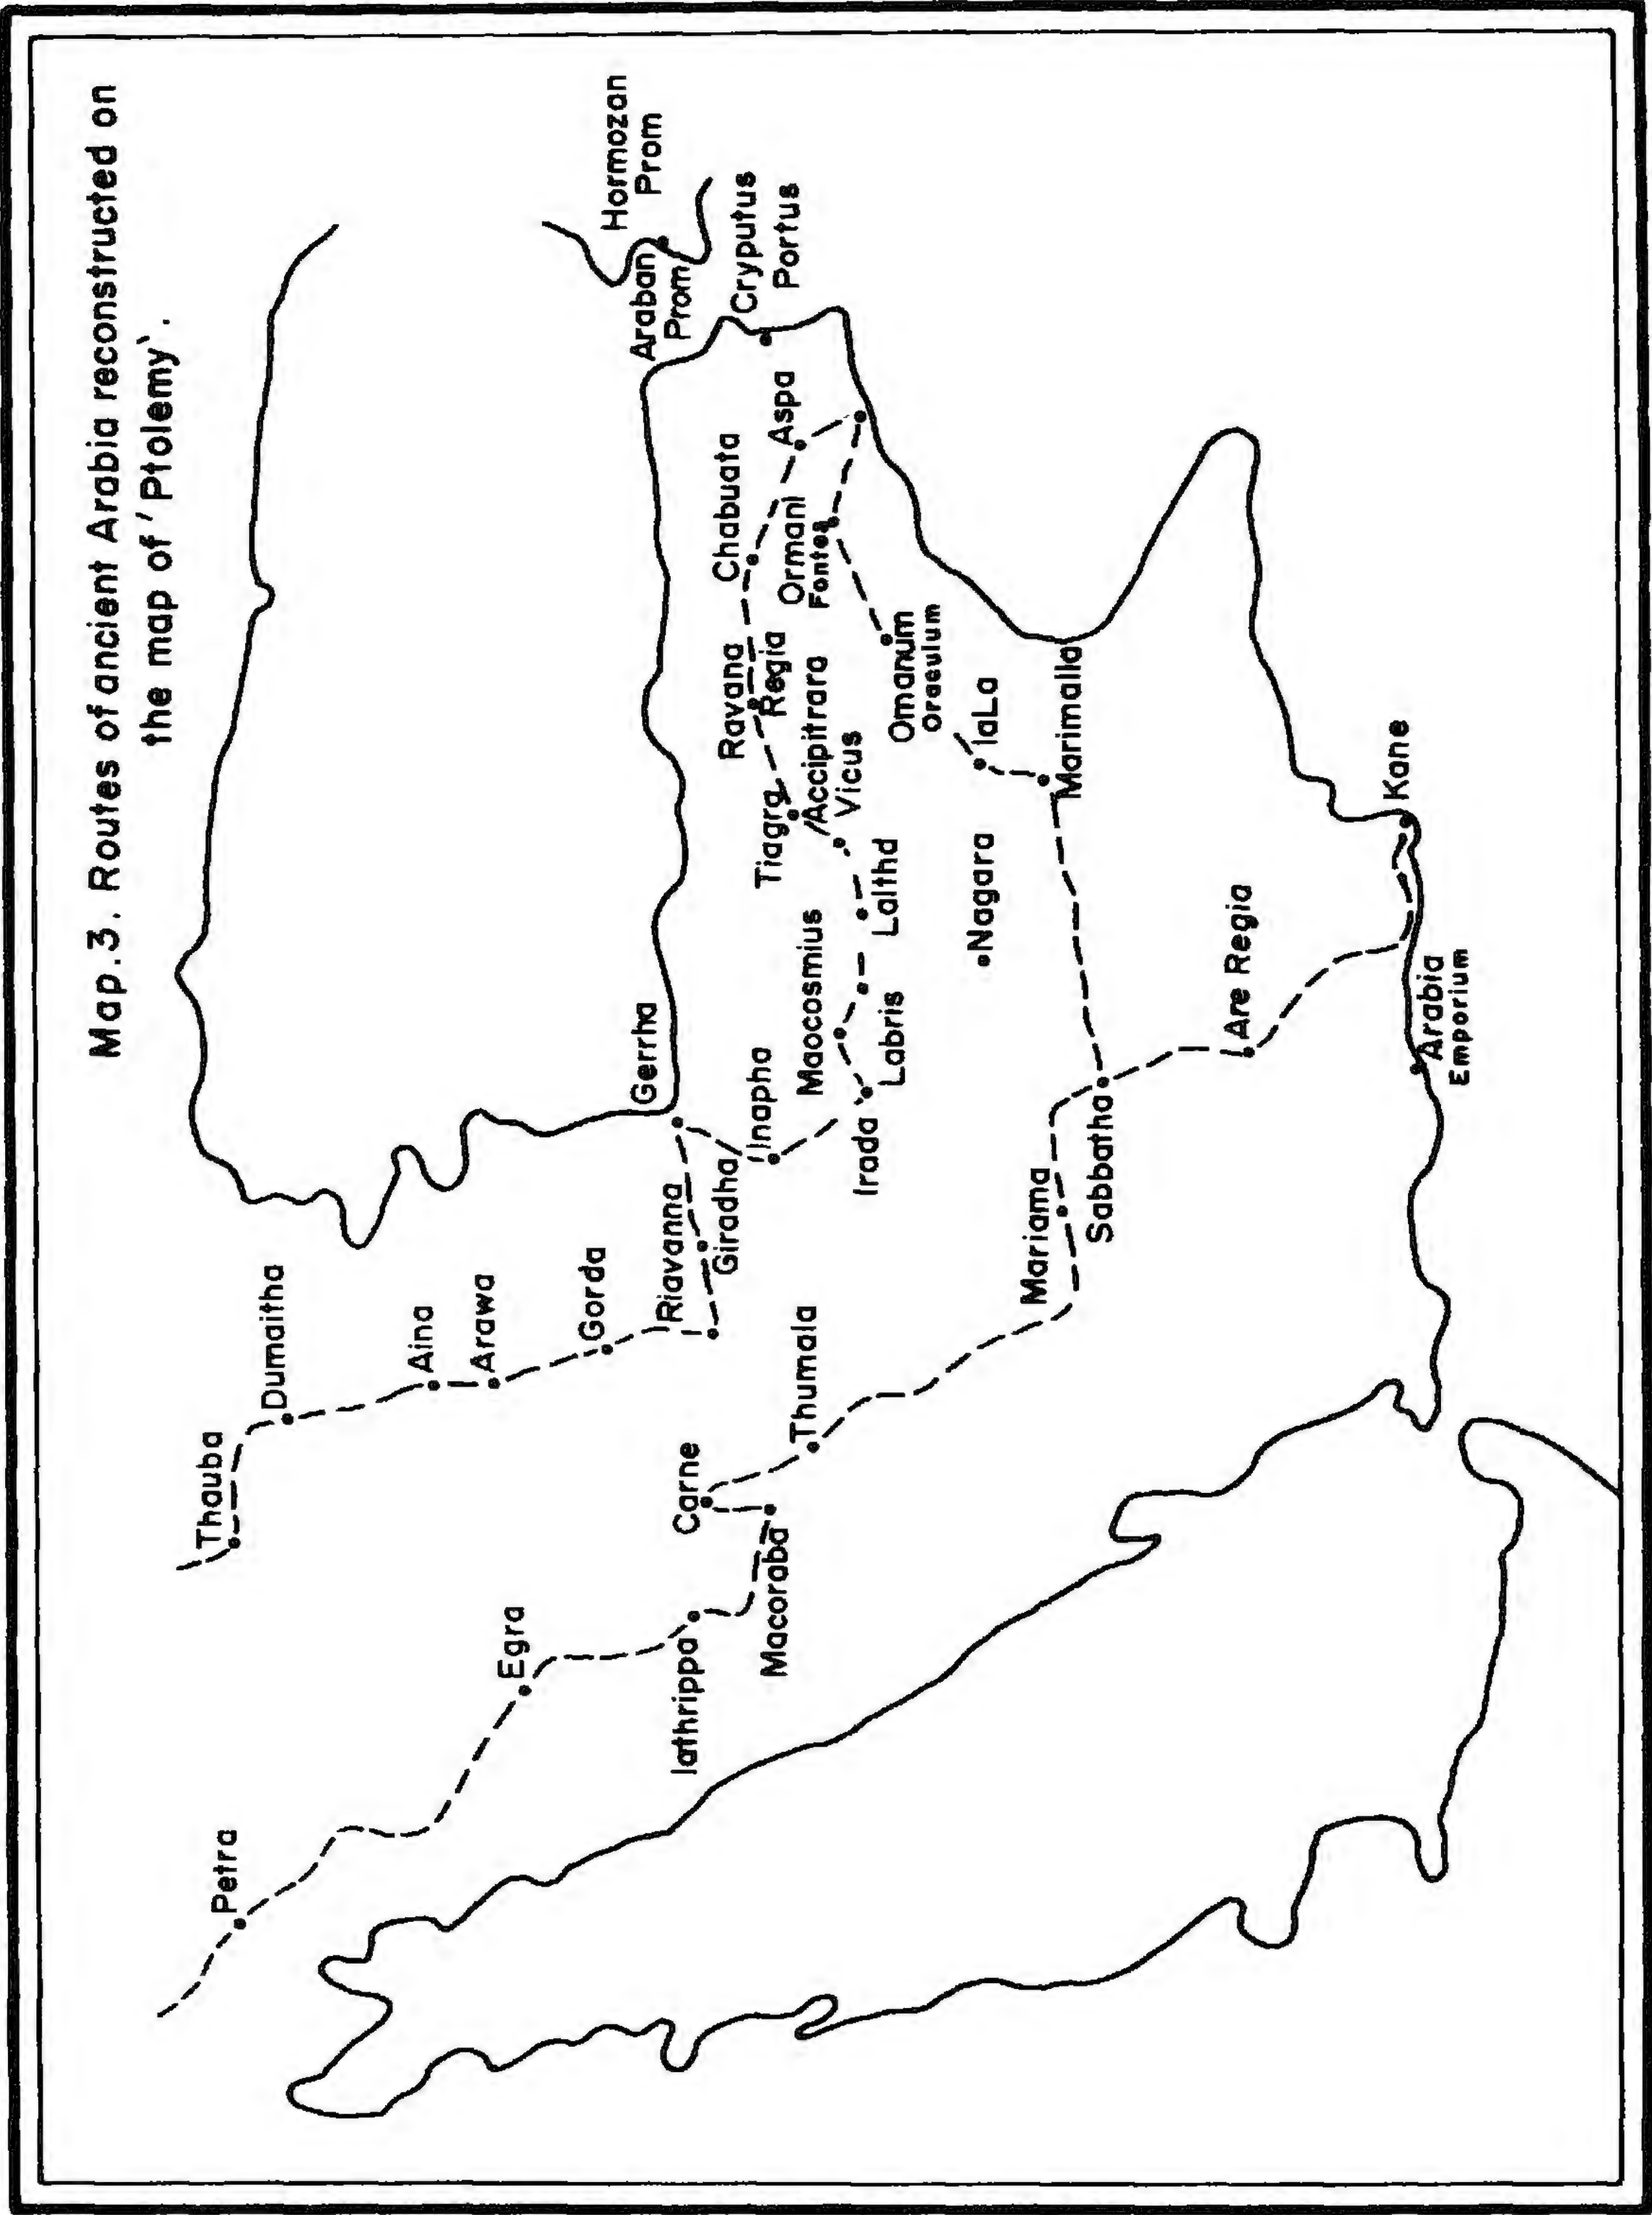 Map.3. Routes of ancient Arabia reconstructed on
the map of 'Ptolemy'.
Petra
Thauba
Dumaitha
Aina
Arawa
Gorda
Egra
Riavanna
Giradha
Gerrha
Inapha
Carne
Iathrippa
Macoraba
Thumala
Irada
Labris
Maocosmius
Lalthd
Tiagra
Accipitrara
Vicus
Ravana
Regia
Chabuata
Ormani
Fontes
Aspa
Araban
Prom
Hormozan
Prom
Cryputus
Portus
Omanum
Oraeulum
IaLa
Nagara
Marimalla
Mariama
Sabbatha
Are Regia
Kane
Arabia
Emporium